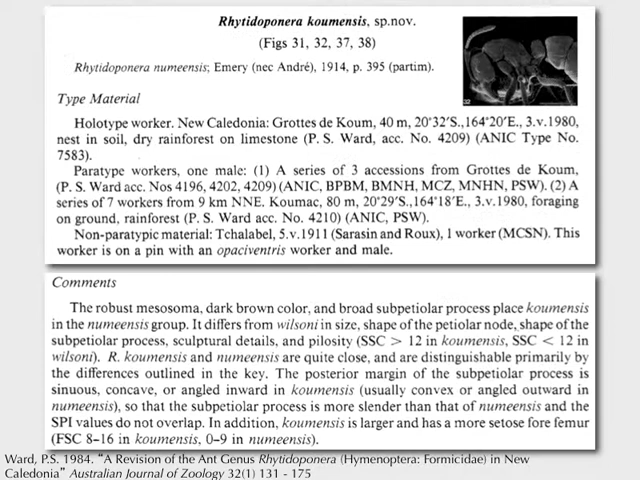 Rhytidoponera koumensis, sp.nov.
(Figs 31, 32, 37, 38)
Rhytidoponera numeensis; Emery (nec André), 1914, p. 395 (partim).
32
Type Material
Holotype worker. New Caledonia: Grottes de Koum, 40 m, 20°32′S.,164°20′E., 3.v.1980,
nest in soil, dry rainforest on limestone (P. S. Ward, acc. No. 4209) (ANIC Type No.
7583).
Paratype workers, one male: (1) A series of 3 accessions from Grottes de Koum,
(P. S. Ward acc. Nos 4196, 4202, 4209) (ANIC, BPBM, BMNH, MCZ, MNHN, PSW). (2) A
series of 7 workers from 9 km NNE. Koumac, 80 m, 20°29′S.,164°18′E., 3.v.1980, foraging
on ground, rainforest (P. S. Ward acc. No. 4210) (ANIC, PSW).
Non-paratypic material: Tchalabel, 5.v.1911 (Sarasin and Roux), 1 worker (MCSN). This
worker is on a pin with an opaciventris worker and male.
Comments
The robust mesosoma, dark brown color, and broad subpetiolar process place koumensis
in the numeensis group. It differs from wilsoni in size, shape of the petiolar node, shape of the
subpetiolar process, sculptural details, and pilosity (SSC > 12 in koumensis, SSC < 12 in
wilsoni). R. koumensis and numeensis are quite close, and are distinguishable primarily by
the differences outlined in the key. The posterior margin of the subpetiolar process is
sinuous, concave, or angled inward in koumensis (usually convex or angled outward in
numeensis), so that the subpetiolar process is more slender than that of numeensis and the
SPI values do not overlap. In addition, koumensis is larger and has a more setose fore femur
(FSC 8-16 in koumensis, 0-9 in numeensis).
Ward, P.S. 1984. "A Revision of the Ant Genus Rhytidoponera (Hymenoptera: Formicidae) in New
Caledonia" Australian Journal of Zoology 32(1) 131 - 175